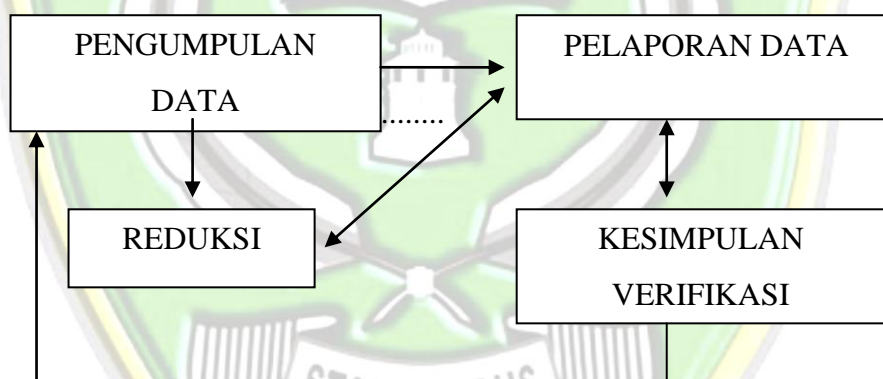 PENGUMPULAN
DATA
PELAPORAN DATA
........
REDUKSI
KESIMPULAN
VERIFIKASI